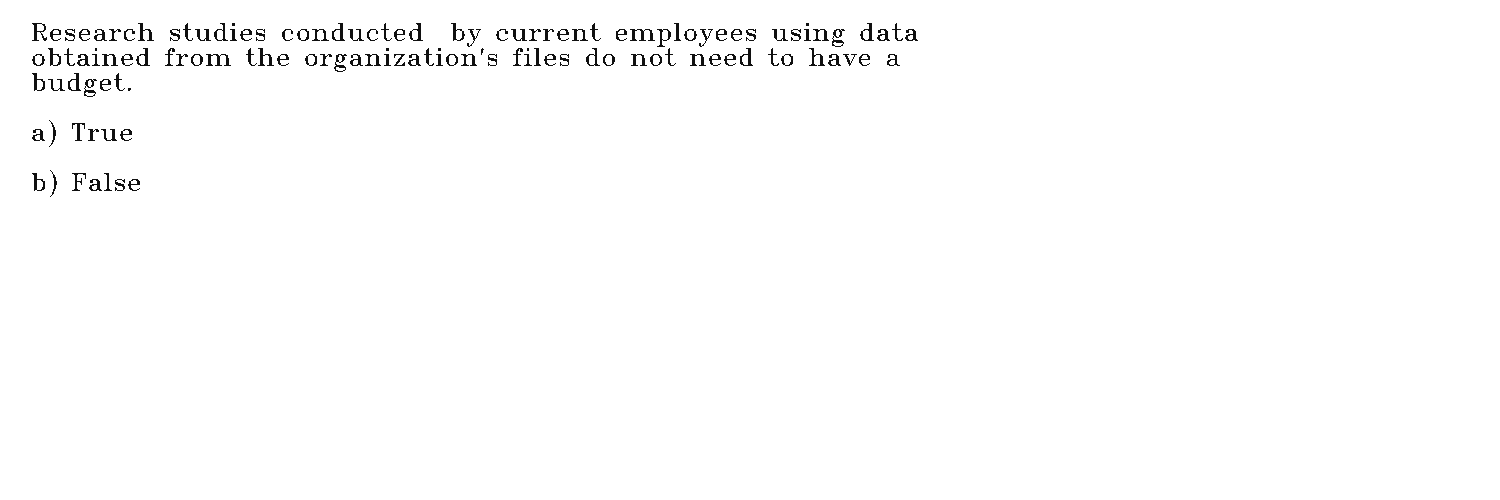 Research studies conducted  by current employees using data
obtained from the organization's files do not need to have a
budget.
a) True
b) False